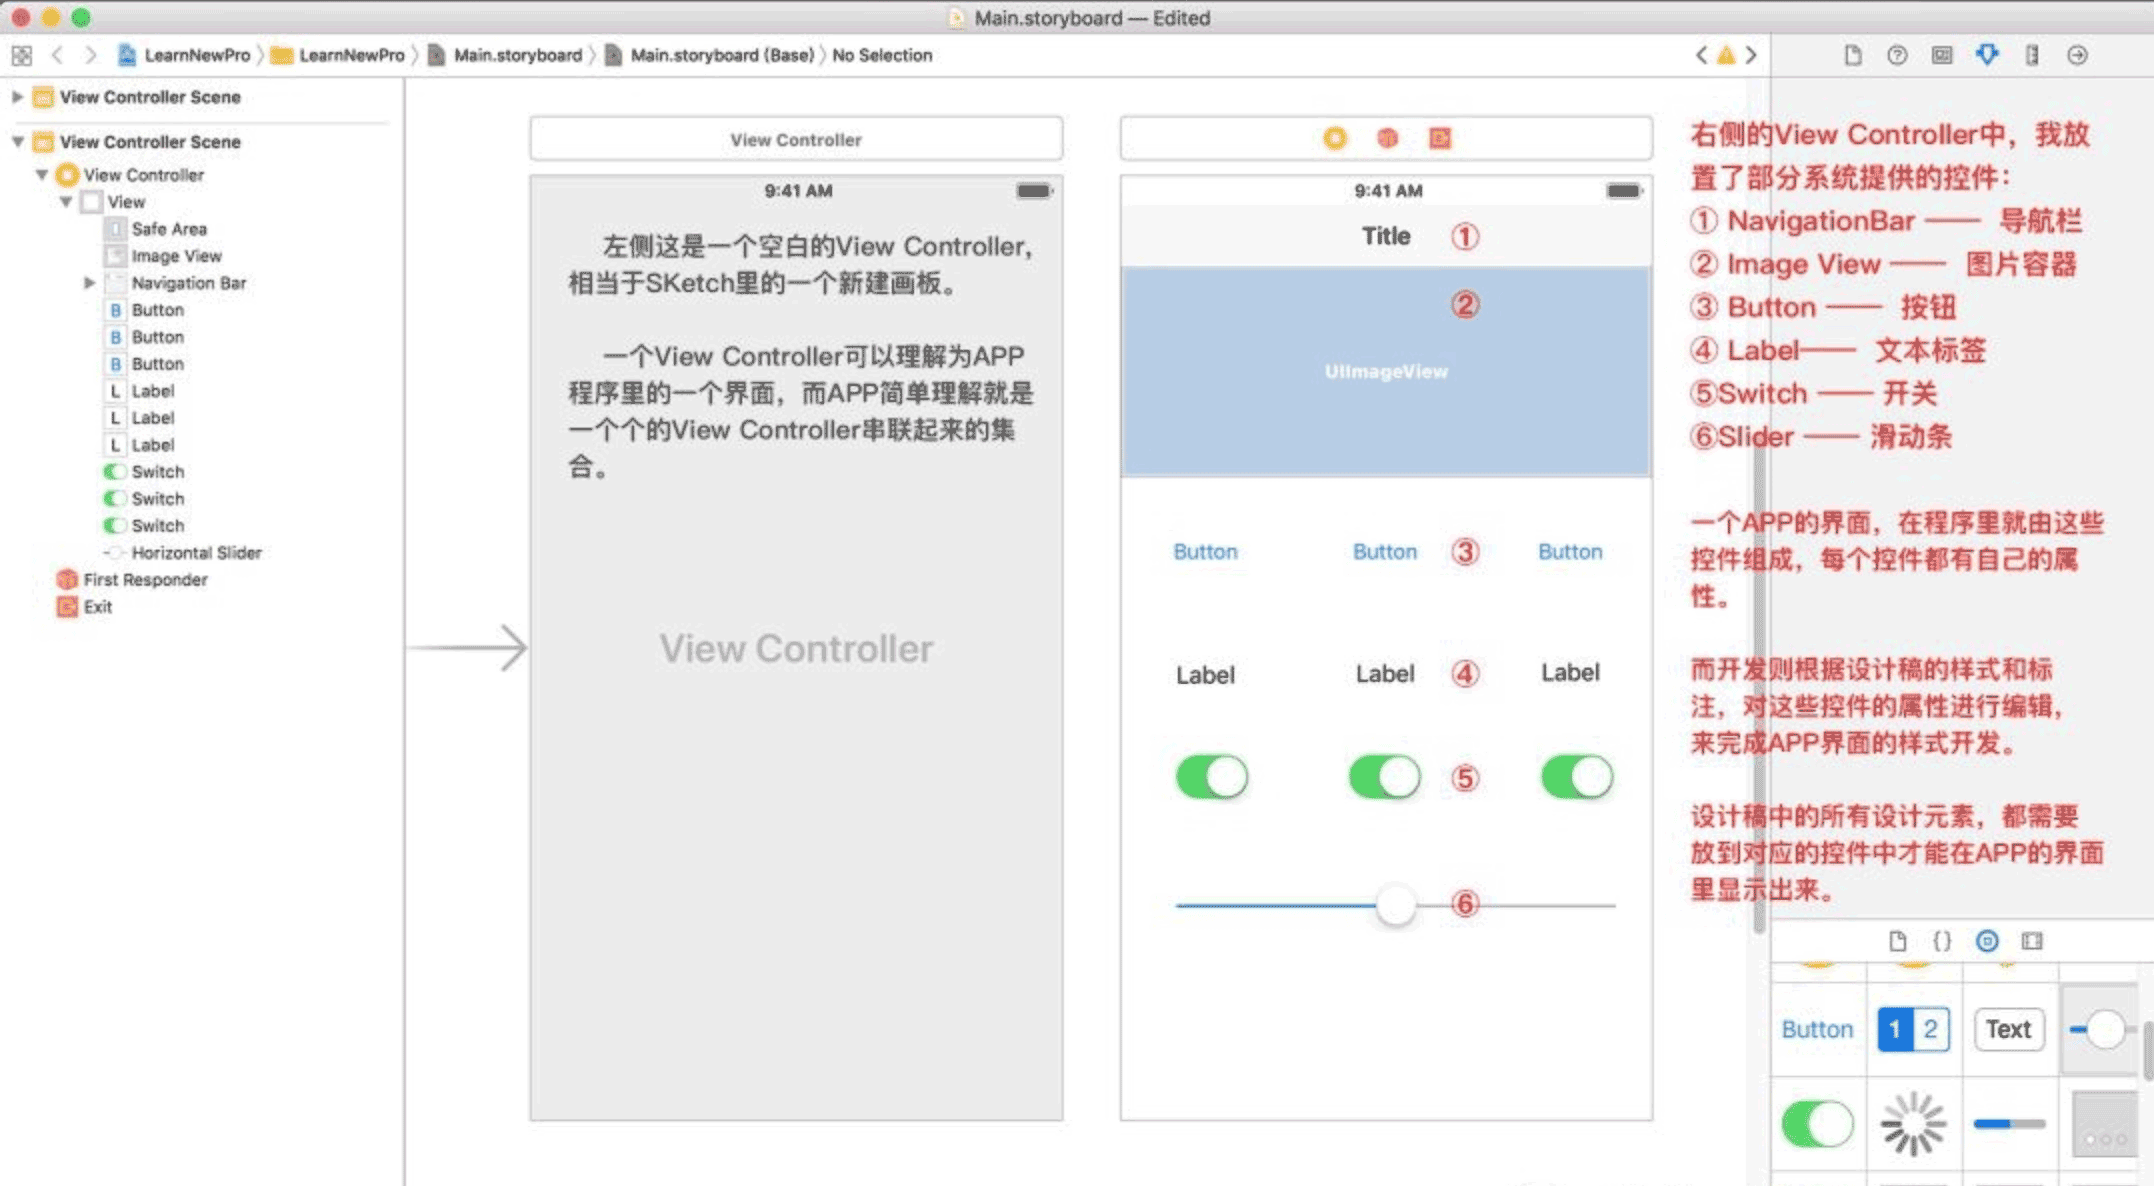 Main.storyboard — Edited
LearnNewPro 〉 LearnNewPro 〉 Main.storyboard 〉 Main.storyboard (Base) 〉 No Selection
View Controller Scene
View Controller Scene
View Controller
View
Safe Area
Image View
Navigation Bar
B Button
B Button
B Button
L Label
L Label
L Label
Switch
Switch
Switch
Horizontal Slider
First Responder
Exit
View Controller
9:41 AM
左侧这是一个空白的View Controller,
相当于SKetch里的一个新建画板。
一个View Controller可以理解为APP
程序里的一个界面，而APP简单理解就是
一个个的View Controller串联起来的集
合。
View Controller
9:41 AM
Title ①
②
UIImageView
Button Button ③ Button
Label Label ④ Label
⑤
⑥
右侧的View Controller中，我放
置了部分系统提供的控件：
① NavigationBar —— 导航栏
② Image View —— 图片容器
③ Button —— 按钮
④ Label—— 文本标签
⑤Switch —— 开关
⑥Slider —— 滑动条
一个APP的界面，在程序里就由这些
控件组成，每个控件都有自己的属
性。
而开发则根据设计稿的样式和标
注，对这些控件的属性进行编辑，
来完成APP界面的样式开发。
设计稿中的所有设计元素，都需要
放到对应的控件中才能在APP的界面
里显示出来。
{}
Button 1 2 Text